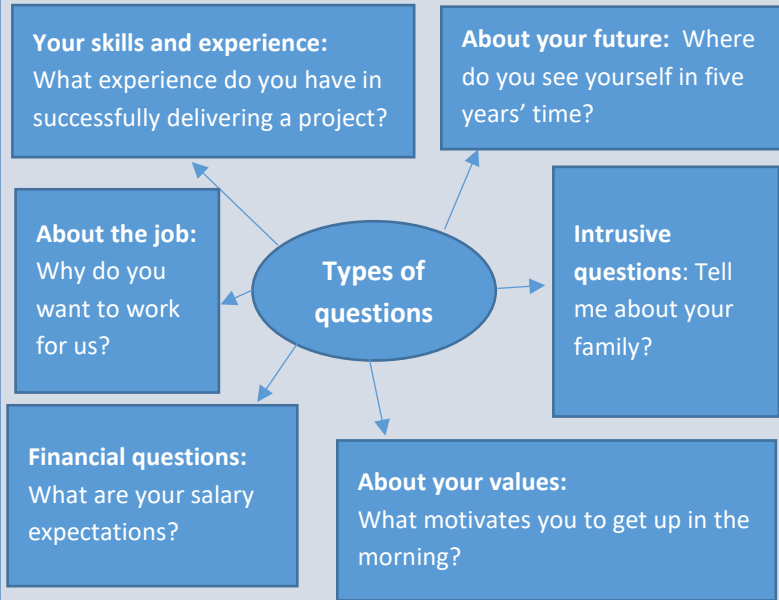 Your skills and experience:
What experience do you have in
successfully delivering a project?
About your future:  Where
do you see yourself in five
years’ time?
About the job:
Why do you
want to work
for us?
Types of
questions
Intrusive
questions: Tell
me about your
family?
Financial questions:
What are your salary
expectations?
About your values:
What motivates you to get up in the
morning?